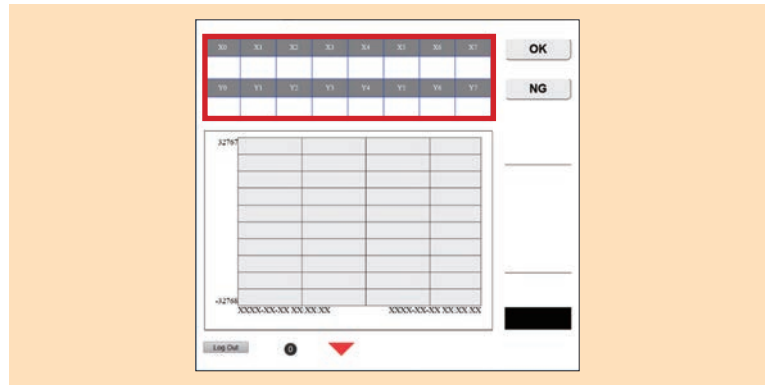 X0 X1 X2 X3 X4 X5 X6 X7 OK
Y0 Y1 Y2 Y3 Y4 Y5 Y6 Y7 NG
32767
-32768
XXXX-XX-XX XX:XX:XX XXXX-XX-XX XX:XX:XX
Log Out 0